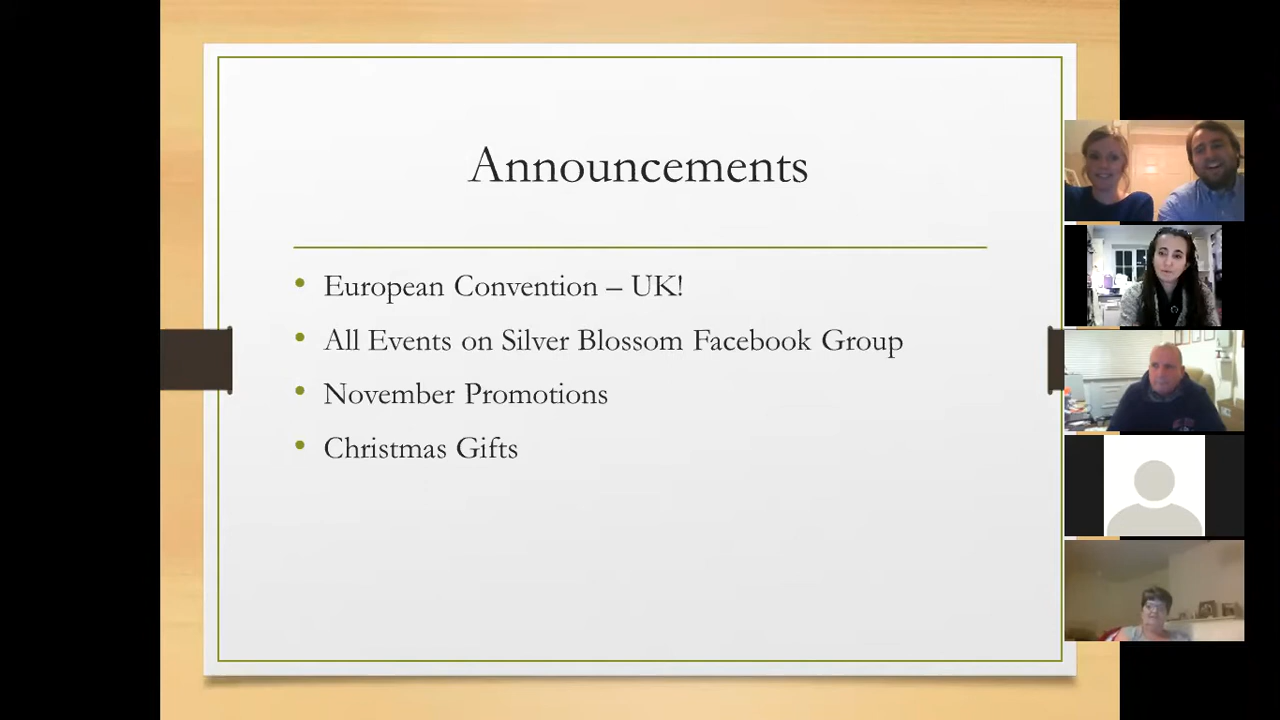 Announcements
European Convention – UK!
All Events on Silver Blossom Facebook Group
November Promotions
Christmas Gifts